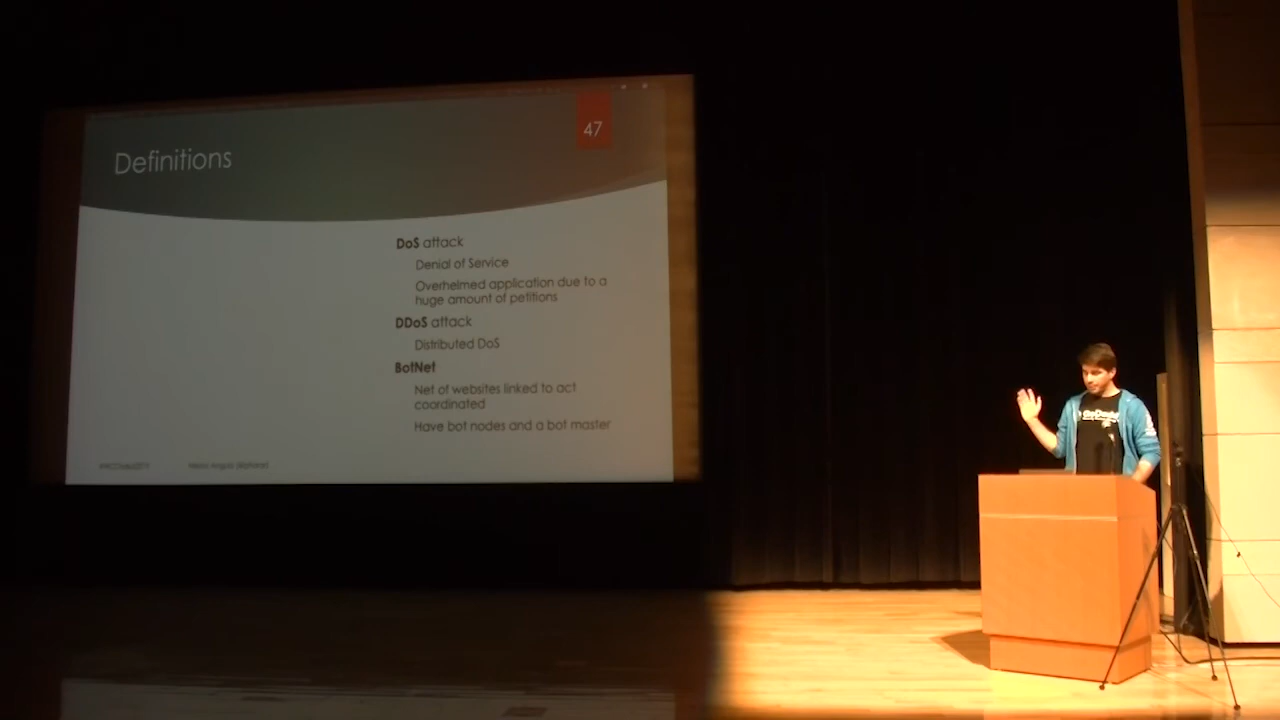 47
Definitions
DoS attack
Denial of Service
Overhelmed application due to a
huge amount of petitions
DDoS attack
Distributed DoS
BotNet
Net of websites linked to act
coordinated
Have bot nodes and a bot master
GoDaddy